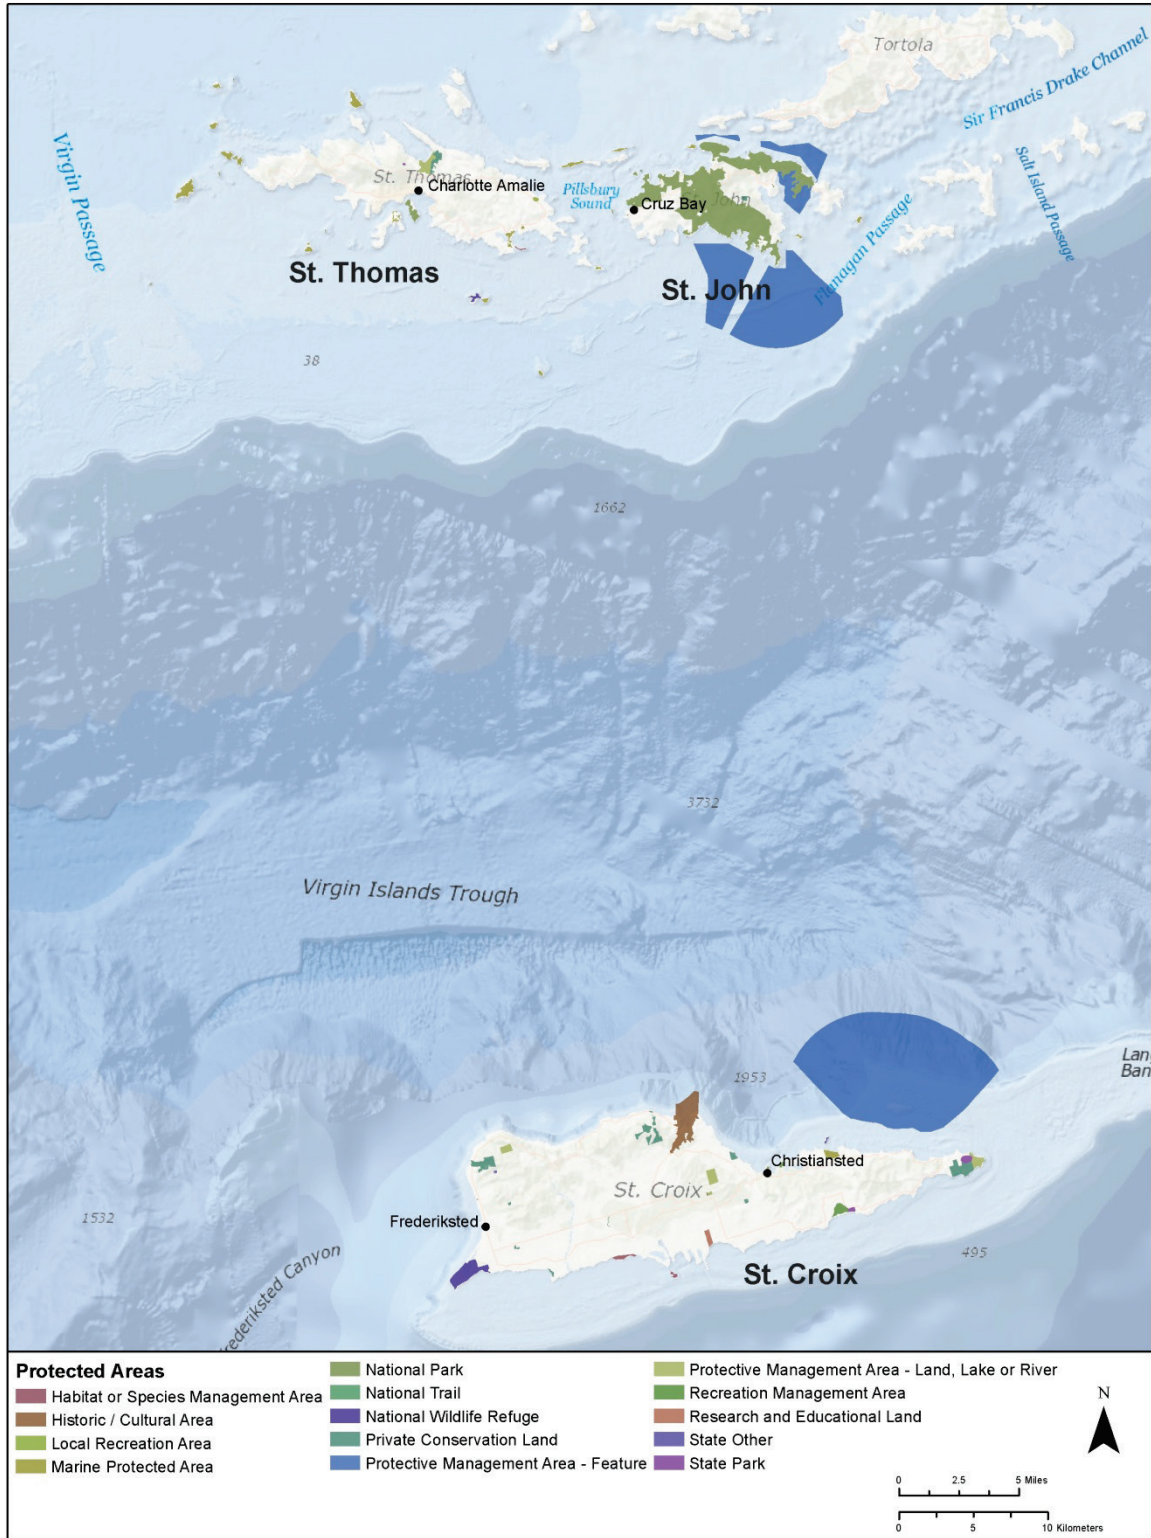 Tortola
Sir Francis Drake Channel
Virgin Passage
St. Thomas
Charlotte Amalie
Pillsbury
Sound
St. John
Cruz Bay
Salt Island Passage
Flanagan Passage
St. Thomas
St. John
38
1662
3732
Virgin Islands Trough
1953
Lang
Ban
Christiansted
St. Croix
Frederiksted
1532
Frederiksted Canyon
495
St. Croix
Protected Areas
Habitat or Species Management Area
Historic / Cultural Area
Local Recreation Area
Marine Protected Area
National Park
National Trail
National Wildlife Refuge
Private Conservation Land
Protective Management Area - Feature
Protective Management Area - Land, Lake or River
Recreation Management Area
Research and Educational Land
State Other
State Park
N
0 2.5 5 Miles
0 5 10 Kilometers